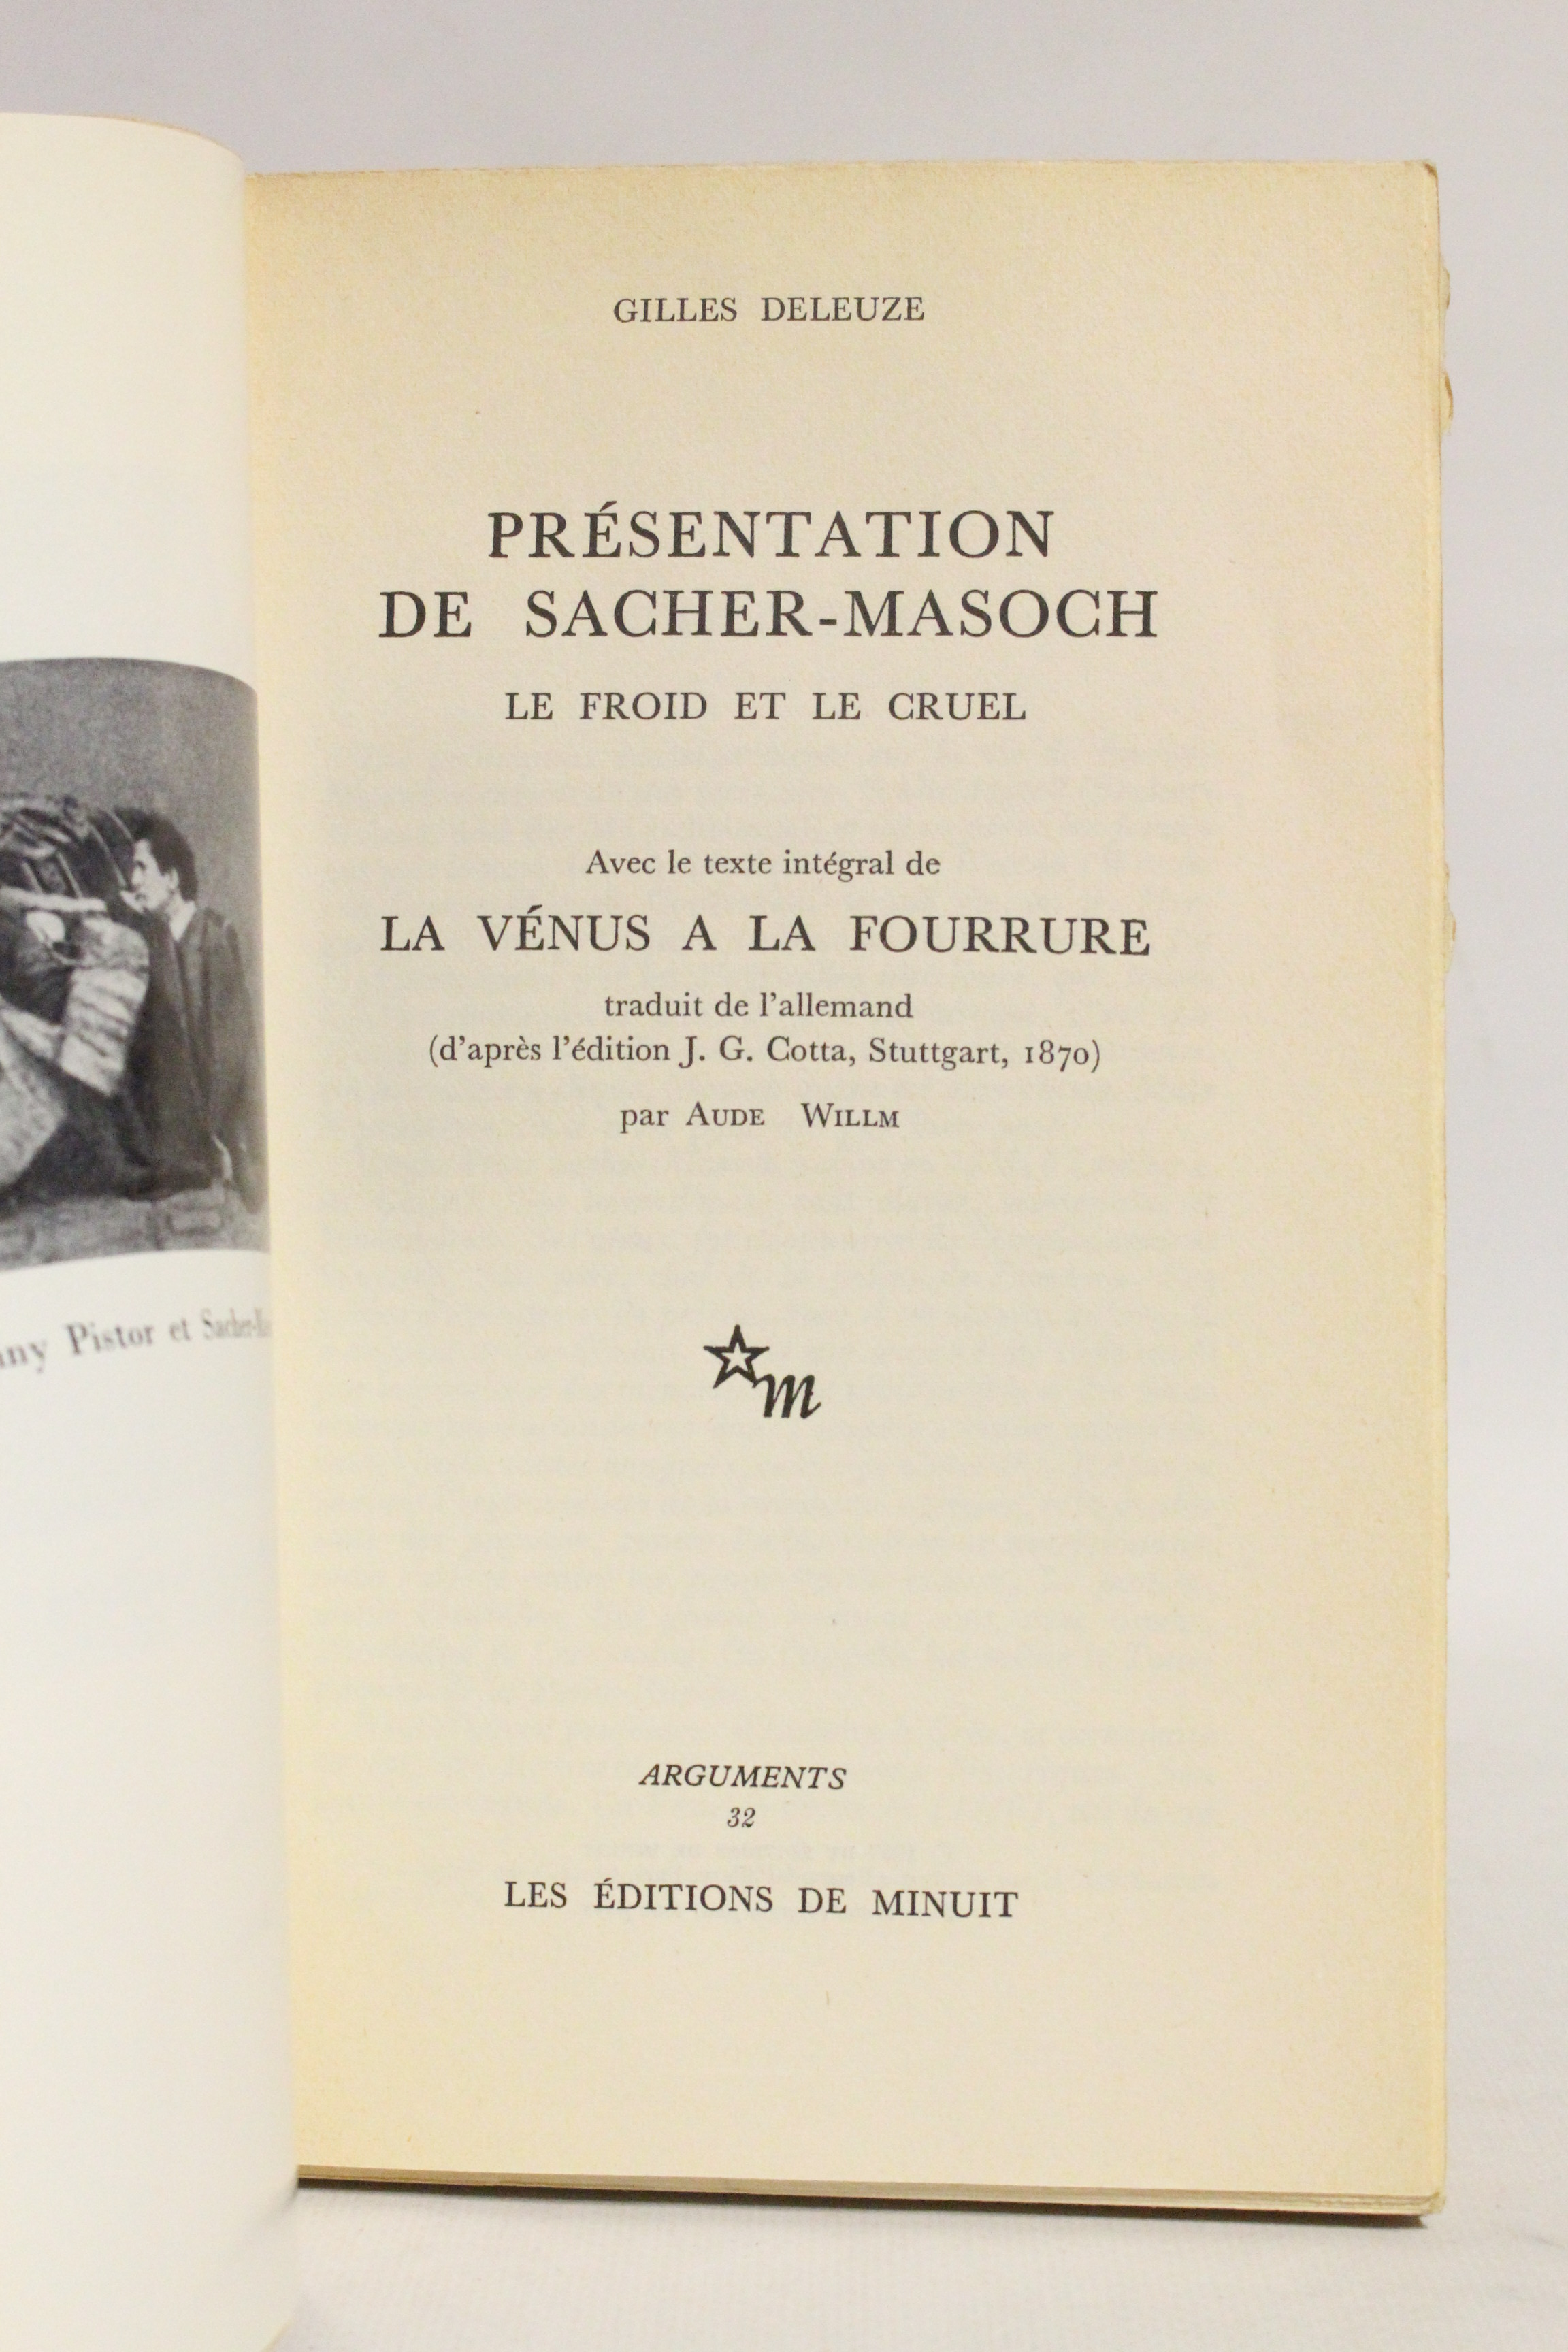 GILLES DELEUZE
PRÉSENTATION
DE SACHER-MASOCH
LE FROID ET LE CRUEL
Avec le texte intégral de
LA VÉNUS A LA FOURRURE
traduit de l'allemand
(d'après l'édition J. G. Cotta, Stuttgart, 1870)
par AUDE WILLM
m
ARGUMENTS
32
LES ÉDITIONS DE MINUIT
Pistor et